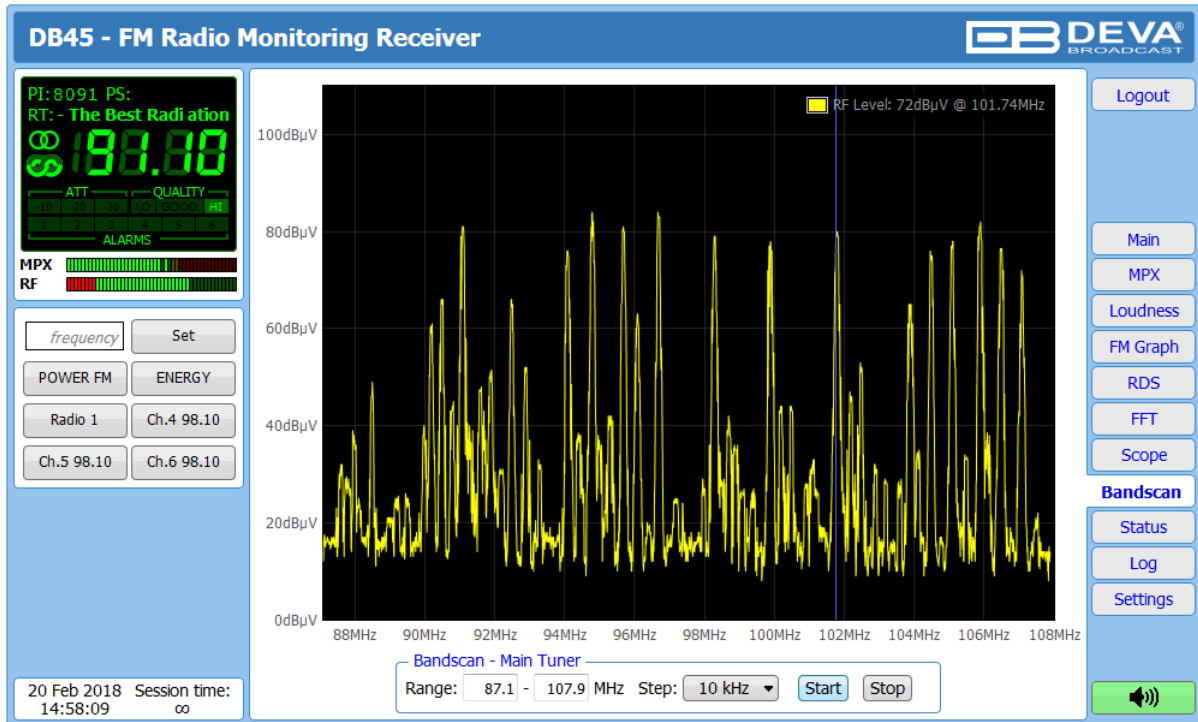 DB45 - FM Radio Monitoring Receiver
DEVA®
BROADCAST
PI:8091 PS:
RT:- The Best Radi ation
91.10
ATT QUALITY
-10 -20 -30 LO GOOD HI
1 2 3 4 5 6
ALARMS
MPX
RF
frequency Set
POWER FM ENERGY
Radio 1 Ch.4 98.10
Ch.5 98.10 Ch.6 98.10
20 Feb 2018 Session time:
14:58:09 ∞
RF Level: 72dBµV @ 101.74MHz
100dBµV
80dBµV
60dBµV
40dBµV
20dBµV
0dBµV
88MHz 90MHz 92MHz 94MHz 96MHz 98MHz 100MHz 102MHz 104MHz 106MHz 108MHz
Bandscan - Main Tuner
Range: 87.1 - 107.9 MHz Step: 10 kHz Start Stop
Logout
Main
MPX
Loudness
FM Graph
RDS
FFT
Scope
Bandscan
Status
Log
Settings